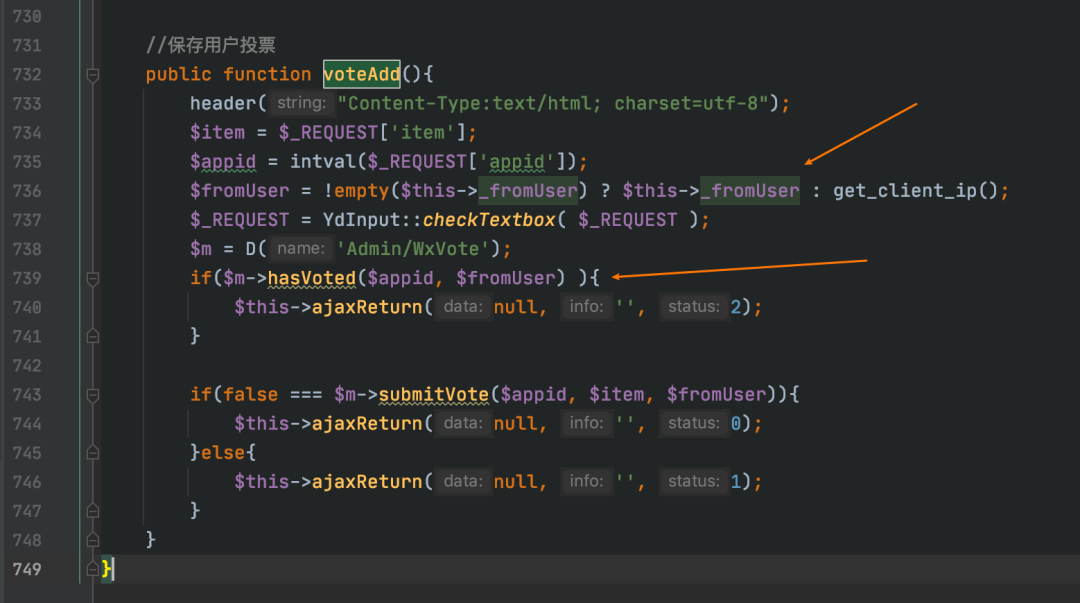 730
731 //保存用户投票
732 public function voteAdd(){
733 header( string: "Content-Type:text/html; charset=utf-8");
734 $item = $_REQUEST['item'];
735 $appid = intval($_REQUEST['appid']);
736 $fromUser = !empty($this->_fromUser) ? $this->_fromUser : get_client_ip();
737 $_REQUEST = YdInput::checkTextbox( $_REQUEST );
738 $m = D( name: 'Admin/WxVote');
739 if($m->hasVoted($appid, $fromUser) ){
740 $this->ajaxReturn( data: null, info: '', status: 2);
741 }
742
743 if(false === $m->submitVote($appid, $item, $fromUser)){
744 $this->ajaxReturn( data: null, info: '', status: 0);
745 }else{
746 $this->ajaxReturn( data: null, info: '', status: 1);
747 }
748 }
749 }